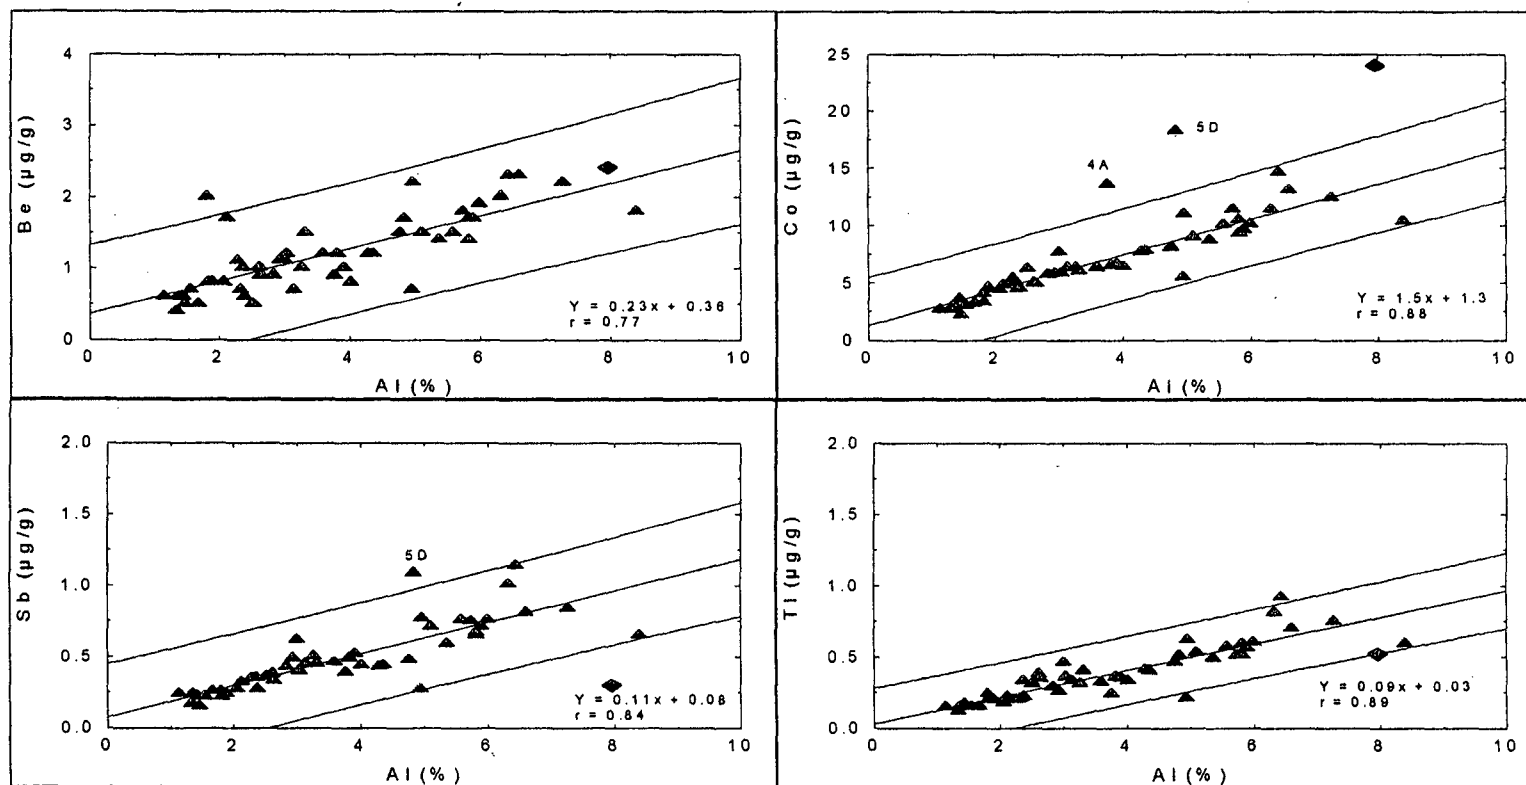 4
3
2
1
0
Be (µg/g)
0 2 4 6 8 10
Al (%)
Y = 0.23x + 0.36
r = 0.77
25
20
15
10
5
0
Co (µg/g)
4A
5D
0 2 4 6 8 10
Al (%)
Y = 1.5x + 1.3
r = 0.88
2.0
1.5
1.0
0.5
0.0
Sb (µg/g)
5D
0 2 4 6 8 10
Al (%)
Y = 0.11x + 0.08
r = 0.84
2.0
1.5
1.0
0.5
0.0
Tl (µg/g)
0 2 4 6 8 10
Al (%)
Y = 0.09x + 0.03
r = 0.89